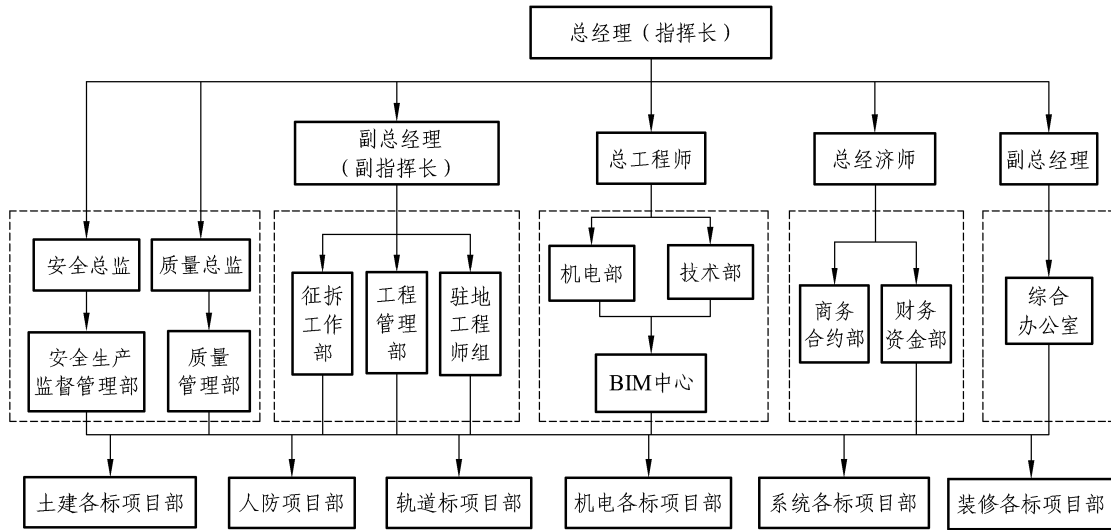 总经理（指挥长）
副总经理
（副指挥长）
总工程师
总经济师
副总经理
安全总监
质量总监
安全生产
监督管理部
质量
管理部
征拆
工作
部
工程
管理
部
驻地
工程
师组
机电部
技术部
BIM中心
商务
合约部
财务
资金部
综合
办公室
土建各标项目部
人防项目部
轨道标项目部
机电各标项目部
系统各标项目部
装修各标项目部